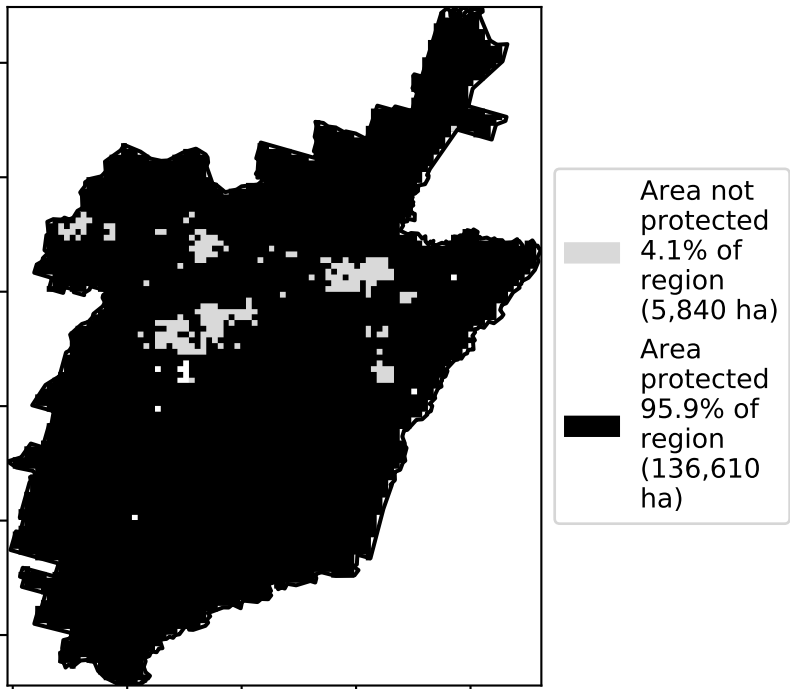 Area not
protected
4.1% of
region
(5,840 ha)
Area
protected
95.9% of
region
(136,610
ha)